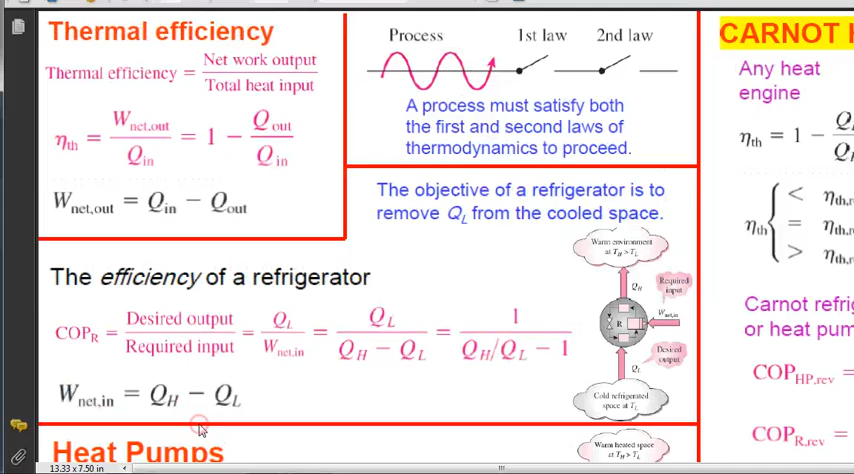 Thermal efficiency
Thermal efficiency = Net work output / Total heat input
η_th = W_net,out / Q_in = 1 − Q_out / Q_in
W_net,out = Q_in − Q_out
Process 1st law 2nd law
A process must satisfy both
the first and second laws of
thermodynamics to proceed.
The objective of a refrigerator is to
remove Q_L from the cooled space.
The efficiency of a refrigerator
COP_R = Desired output / Required input = Q_L / W_net,in = Q_L / (Q_H − Q_L) = 1 / (Q_H/Q_L − 1)
W_net,in = Q_H − Q_L
Warm environment
at T_H > T_L
Q_H
Required
input
W_net,in
R
Desired
output
Q_L
Cold refrigerated
space at T_L
Heat Pumps
Warm heated space
at T_H > T_L
CARNOT
Any heat
engine
η_th = 1 −
η_th { <
=
>
Carnot
or heat
COP_HP,rev =
COP_R,rev =
13.33 x 7.50 in